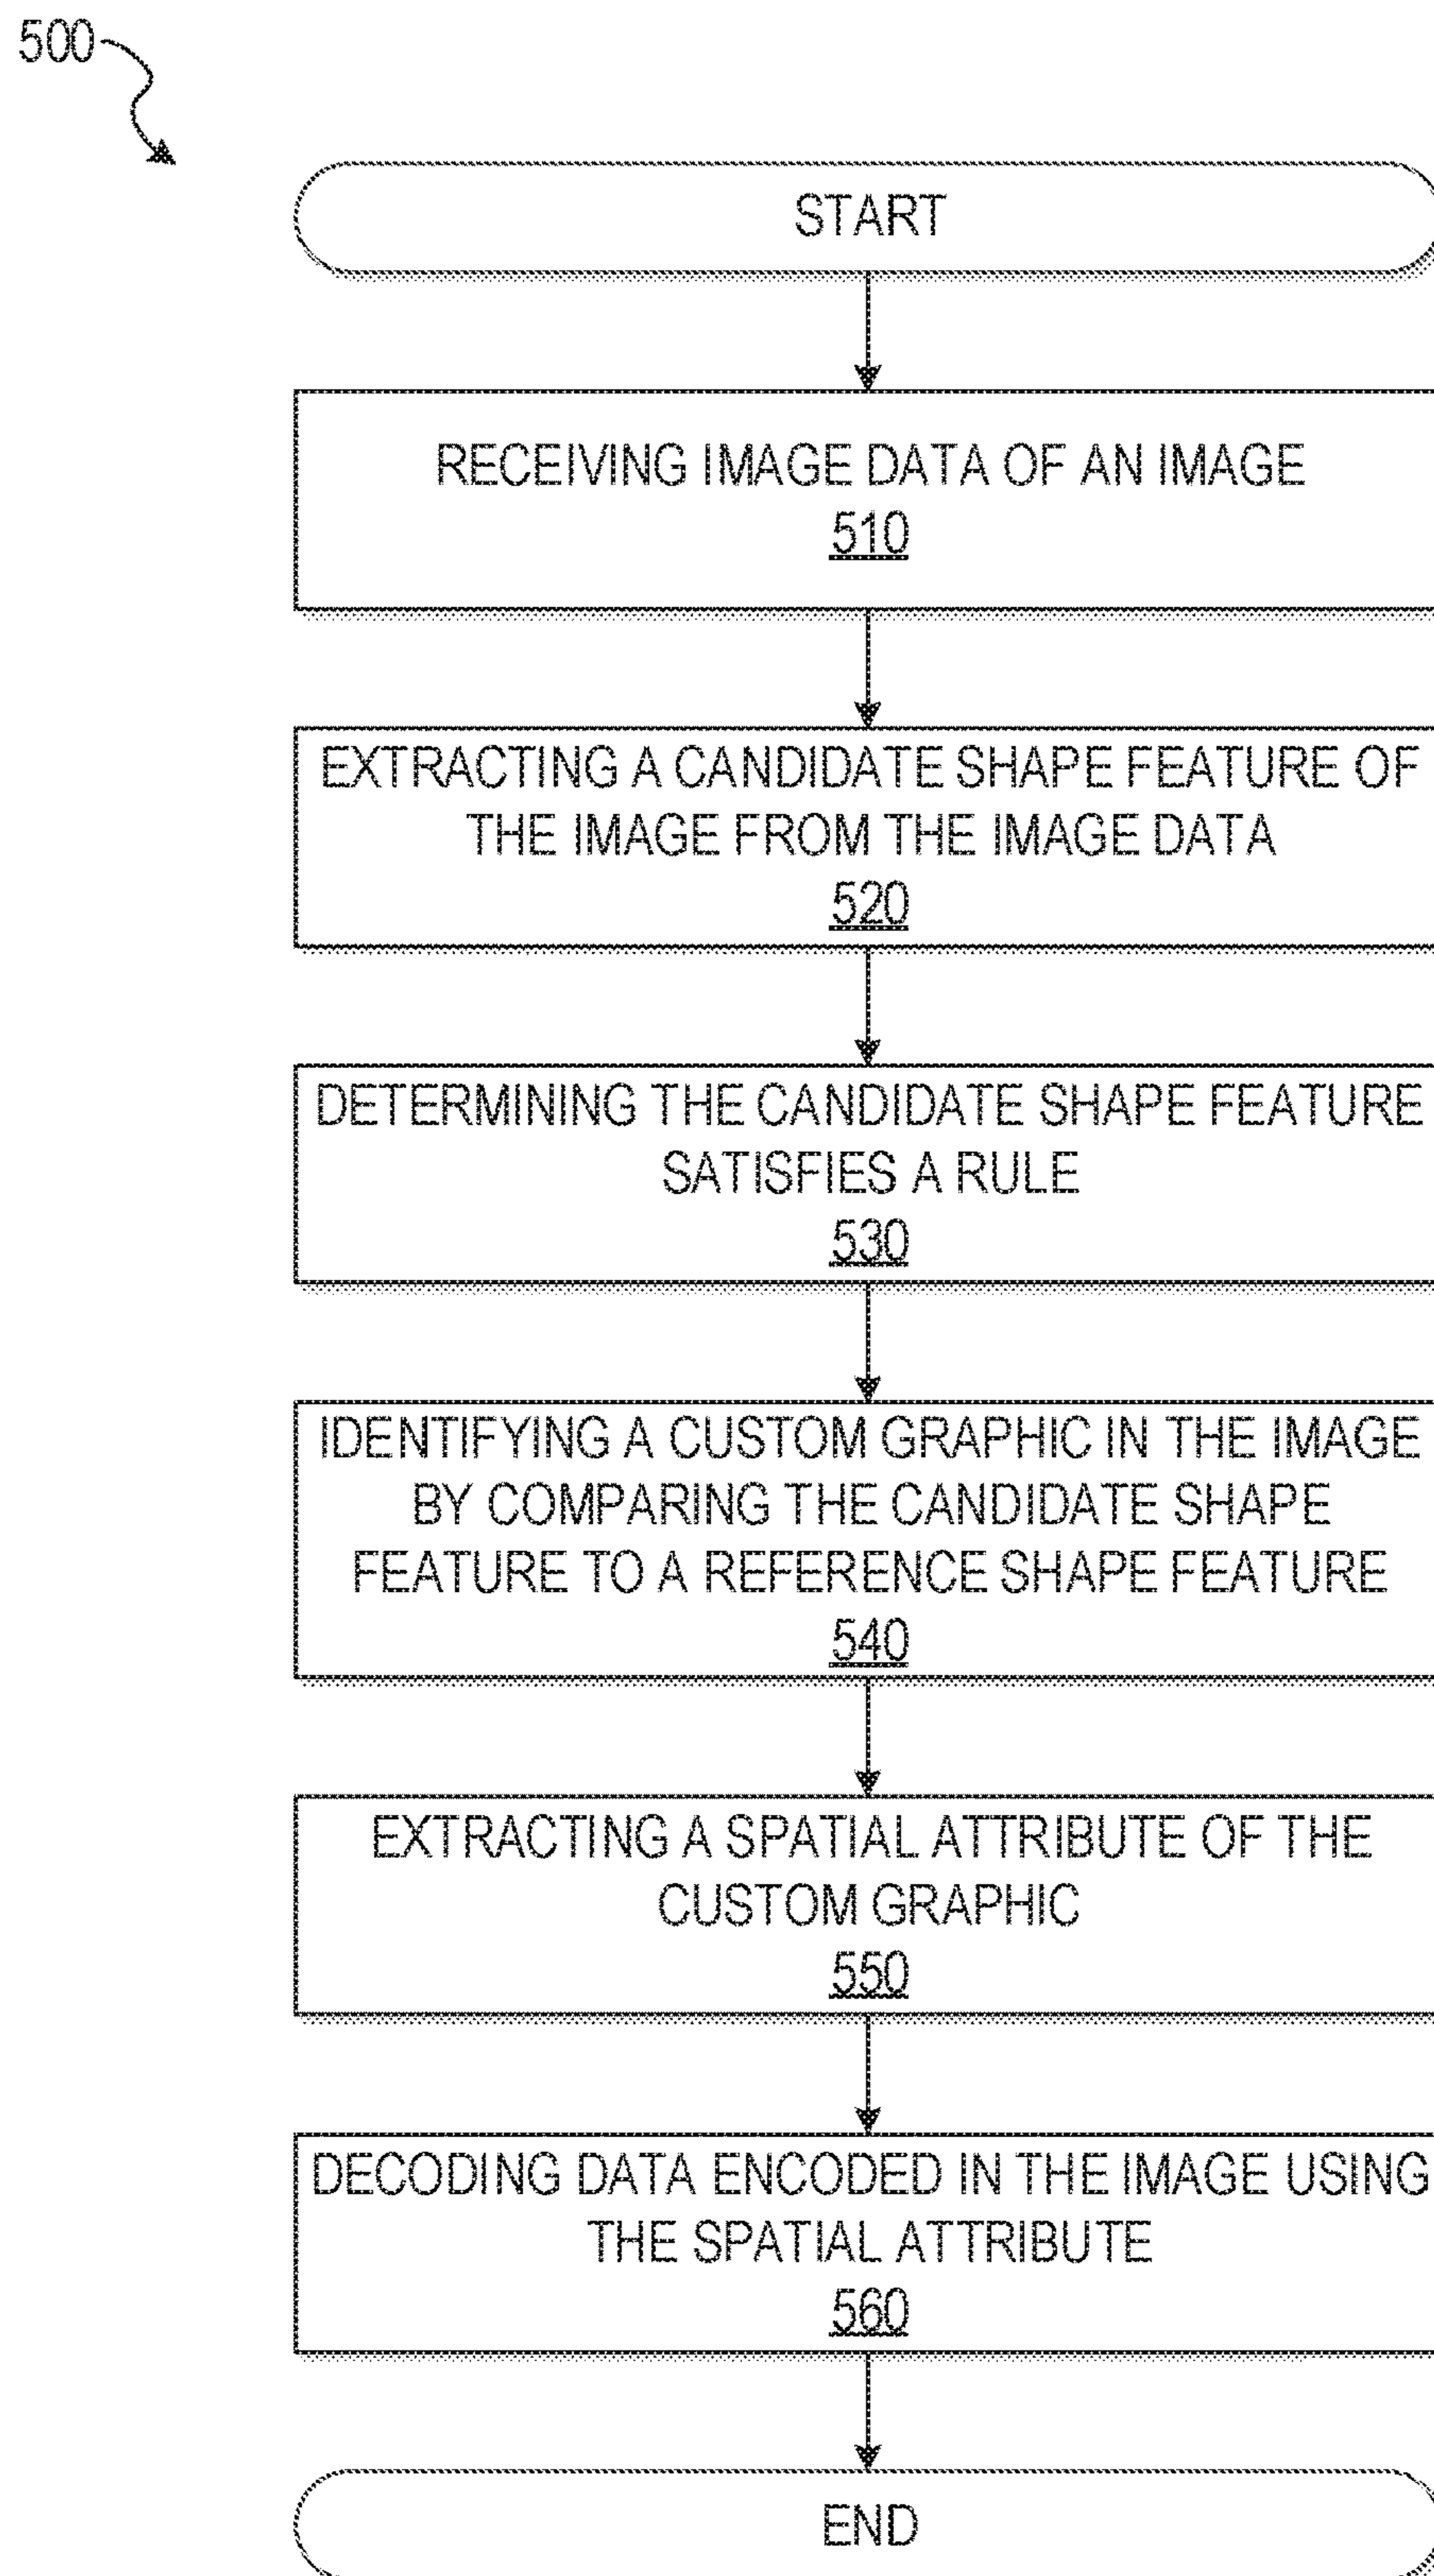 500
START
RECEIVING IMAGE DATA OF AN IMAGE
510
EXTRACTING A CANDIDATE SHAPE FEATURE OF
THE IMAGE FROM THE IMAGE DATA
520
DETERMINING THE CANDIDATE SHAPE FEATURE
SATISFIES A RULE
530
IDENTIFYING A CUSTOM GRAPHIC IN THE IMAGE
BY COMPARING THE CANDIDATE SHAPE
FEATURE TO A REFERENCE SHAPE FEATURE
540
EXTRACTING A SPATIAL ATTRIBUTE OF THE
CUSTOM GRAPHIC
550
DECODING DATA ENCODED IN THE IMAGE USING
THE SPATIAL ATTRIBUTE
560
END